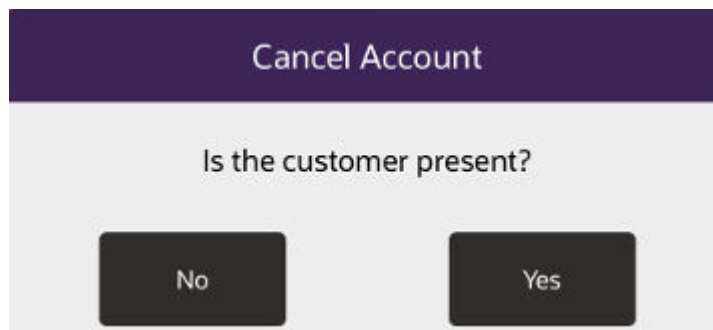 Cancel Account
Is the customer present?
No Yes